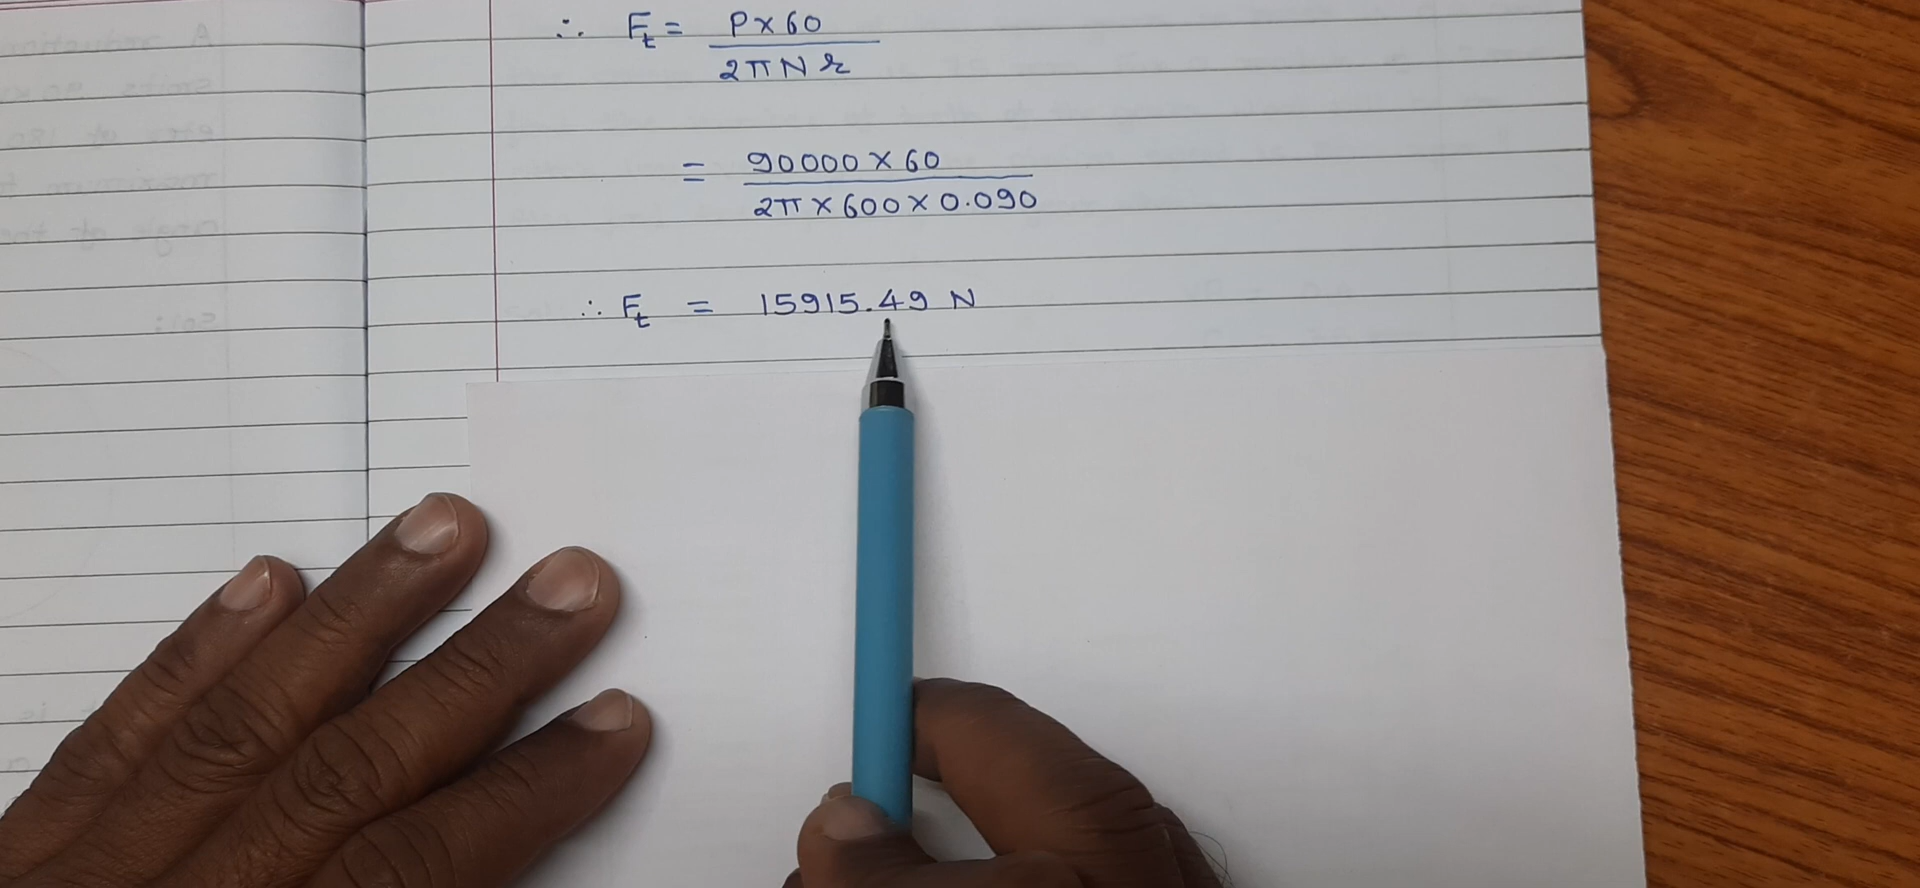 ∴ Ft = P×60
2πNr
= 90000×60
2π×600×0.090
∴ Ft = 15915.49 N